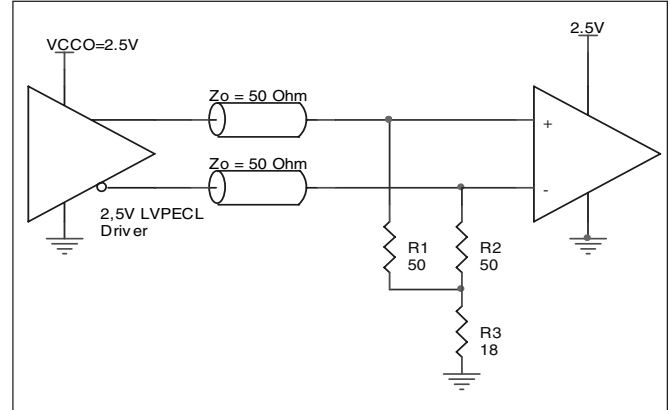 VCCO=2.5V
2.5V
Zo = 50 Ohm
+
Zo = 50 Ohm
-
2,5V LVPECL
Driver
R1
50
R2
50
R3
18